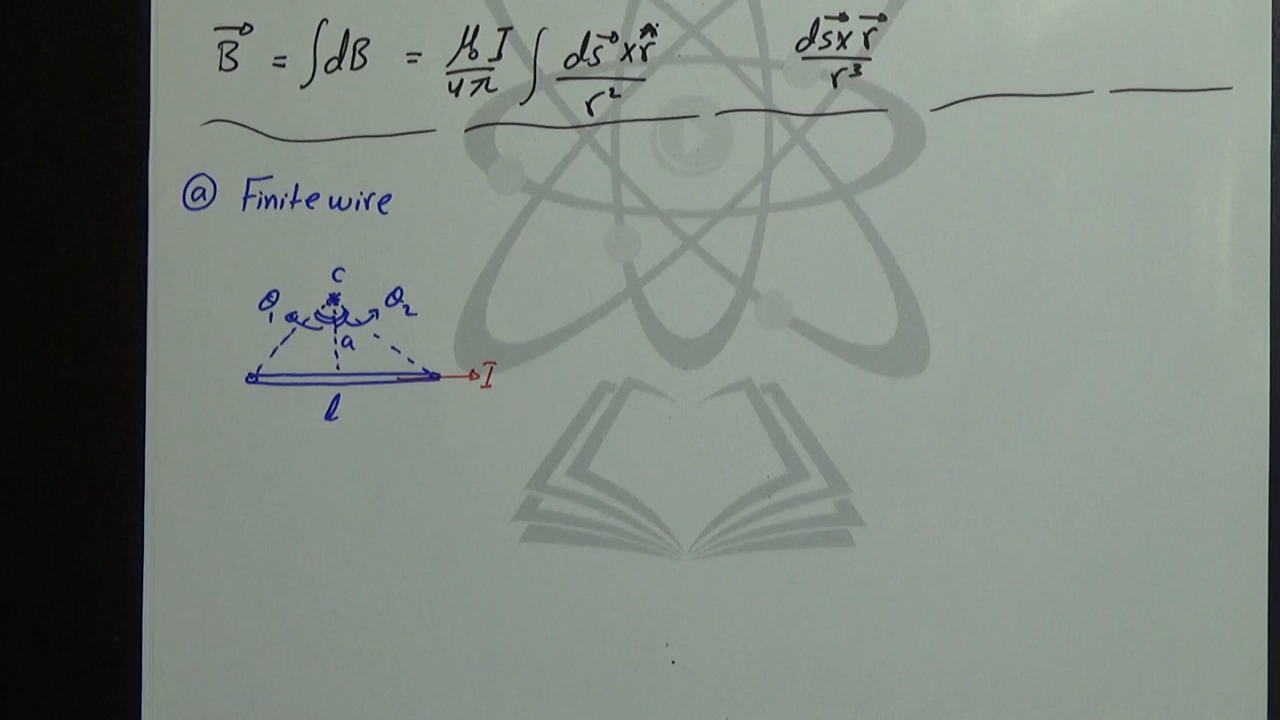 B⃗ = ∫dB = μ₀I/4π ∫ ds⃗ x r̂/r² ds⃗ x r⃗/r³
ⓐ Finite wire
C
θ₁ θ₂
a
I
l